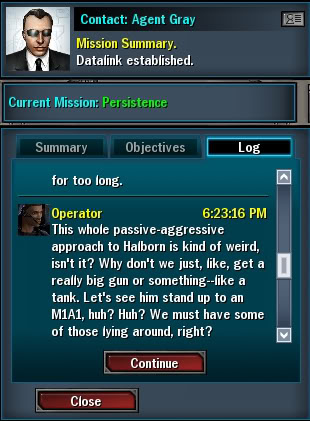 Contact: Agent Gray
Mission Summary.
Datalink established.
Current Mission: Persistence
Summary
Objectives
Log
for too long.
Operator 6:23:16 PM
This whole passive-aggressive
approach to Halborn is kind of weird,
isn't it? Why don't we just, like, get a
really big gun or something--like a
tank. Let's see him stand up to an
M1A1, huh? Huh? We must have some
of those lying around, right?
Continue
Close